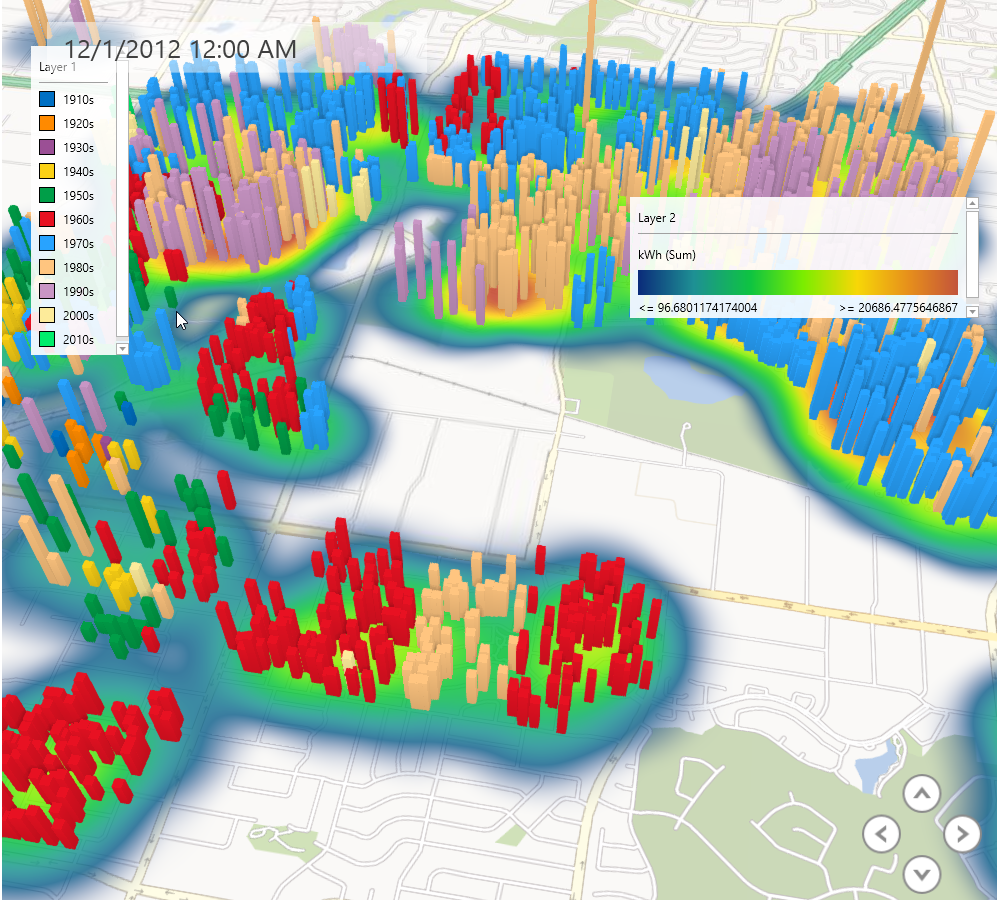 12/1/2012 12:00 AM
Layer 1
1910s
1920s
1930s
1940s
1950s
1960s
1970s
1980s
1990s
2000s
2010s
Layer 2
kWh (Sum)
<= 96.6801174174004 >= 20686.4775646867